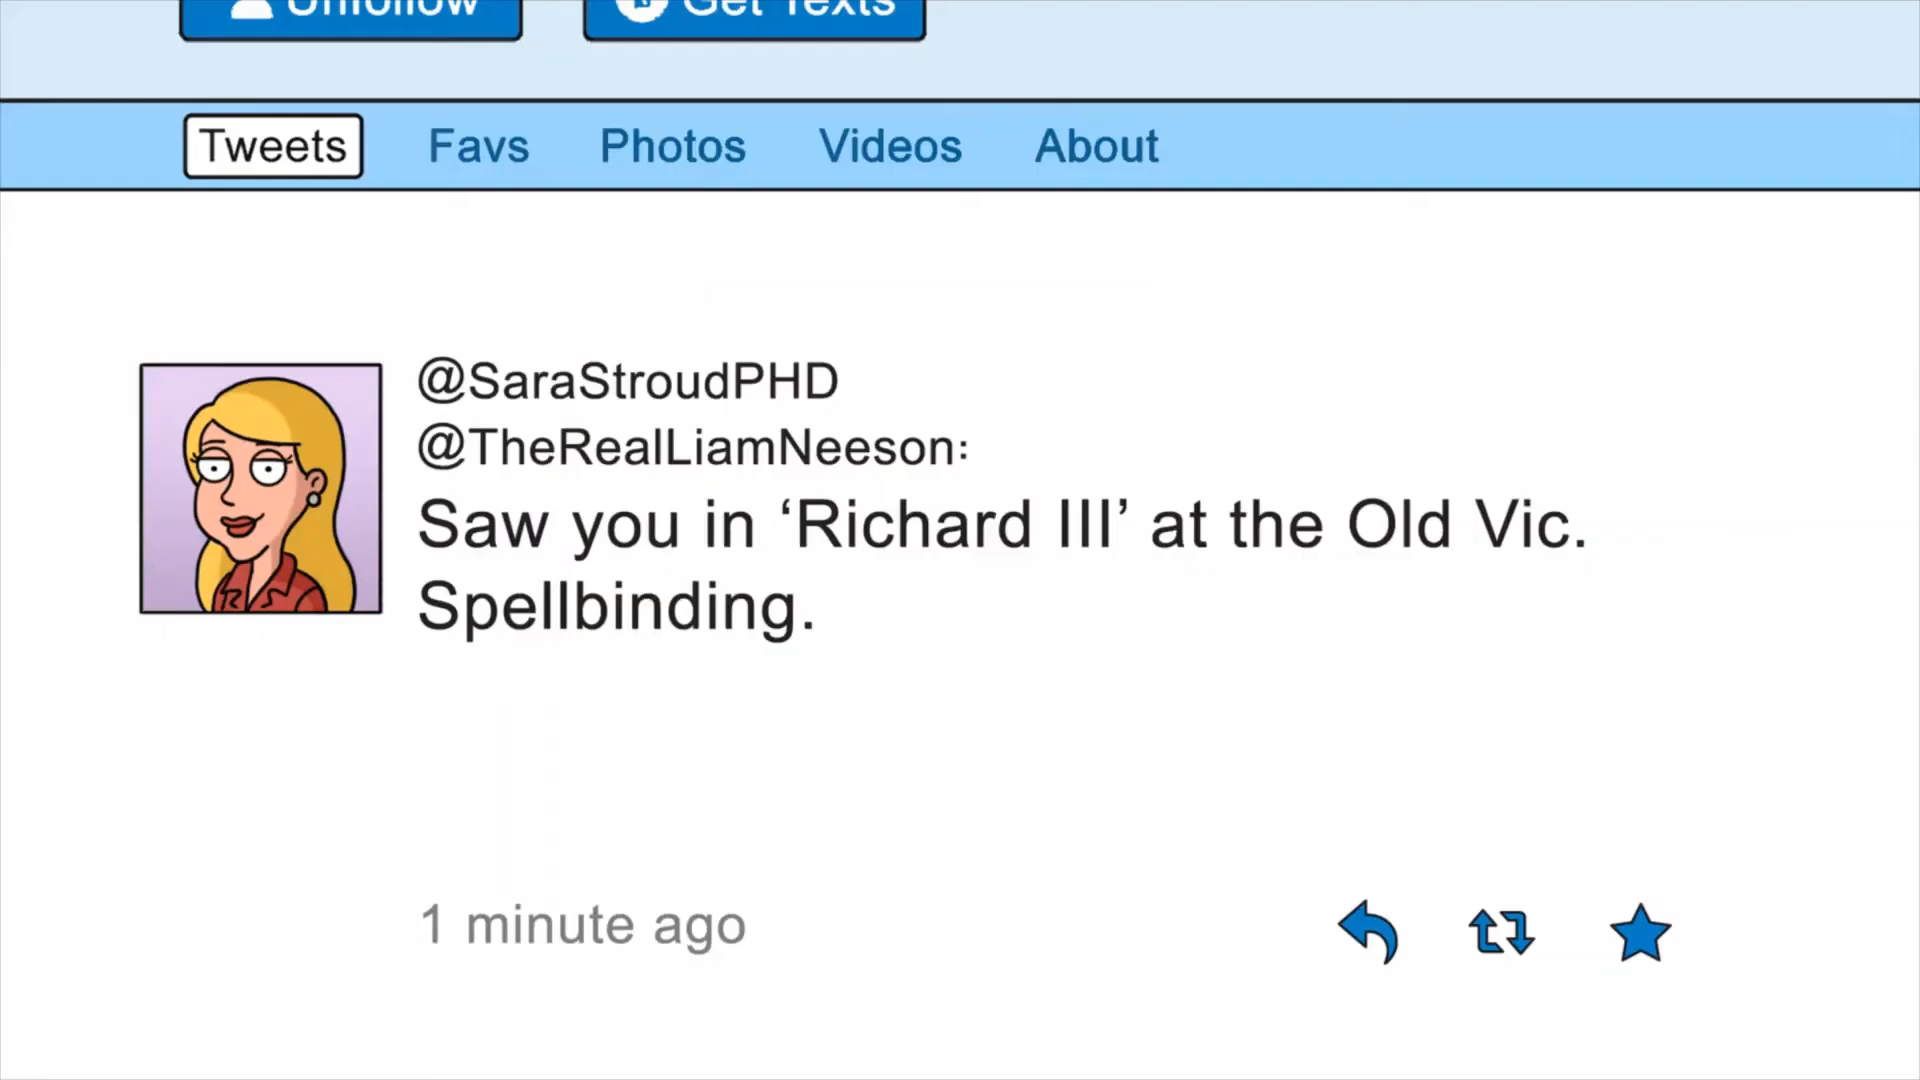 Unfollow
Get Texts
Tweets
Favs
Photos
Videos
About
@SaraStroudPHD
@TheRealLiamNeeson:
Saw you in ‘Richard III’ at the Old Vic.
Spellbinding.
1 minute ago